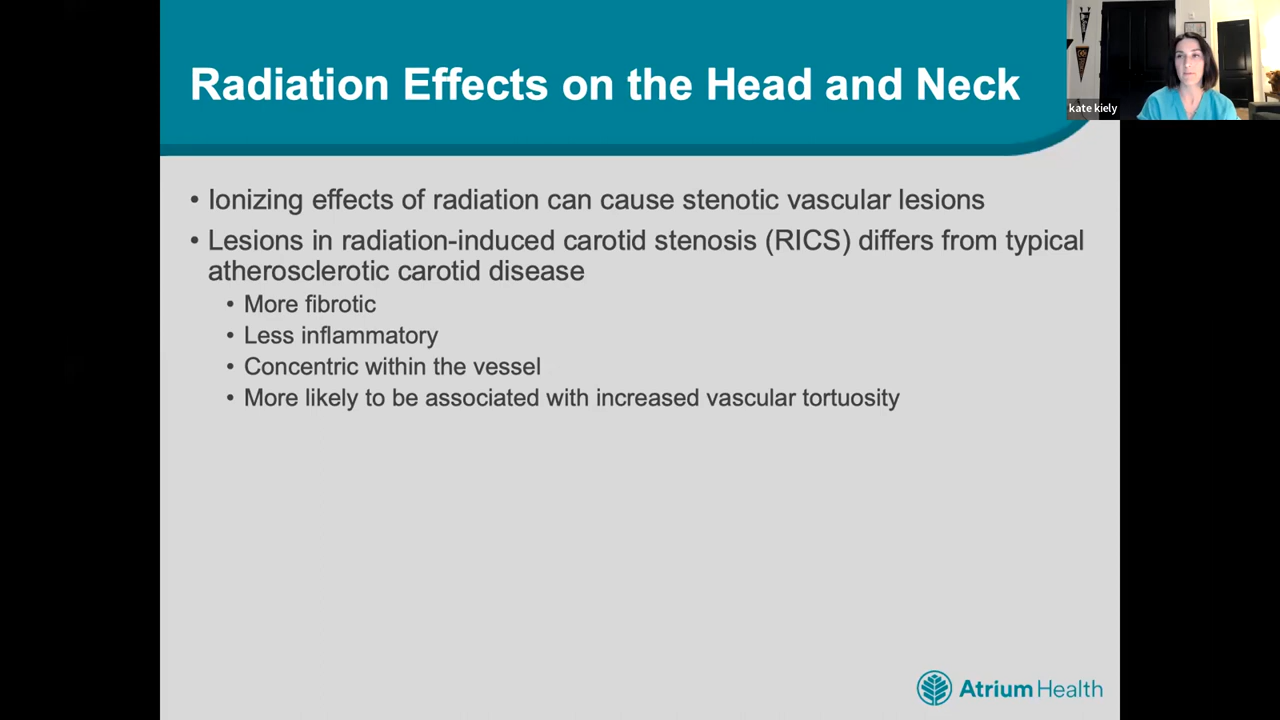 Radiation Effects on the Head and Neck
kate kiely
• Ionizing effects of radiation can cause stenotic vascular lesions
• Lesions in radiation-induced carotid stenosis (RICS) differs from typical
atherosclerotic carotid disease
• More fibrotic
• Less inflammatory
• Concentric within the vessel
• More likely to be associated with increased vascular tortuosity
Atrium Health